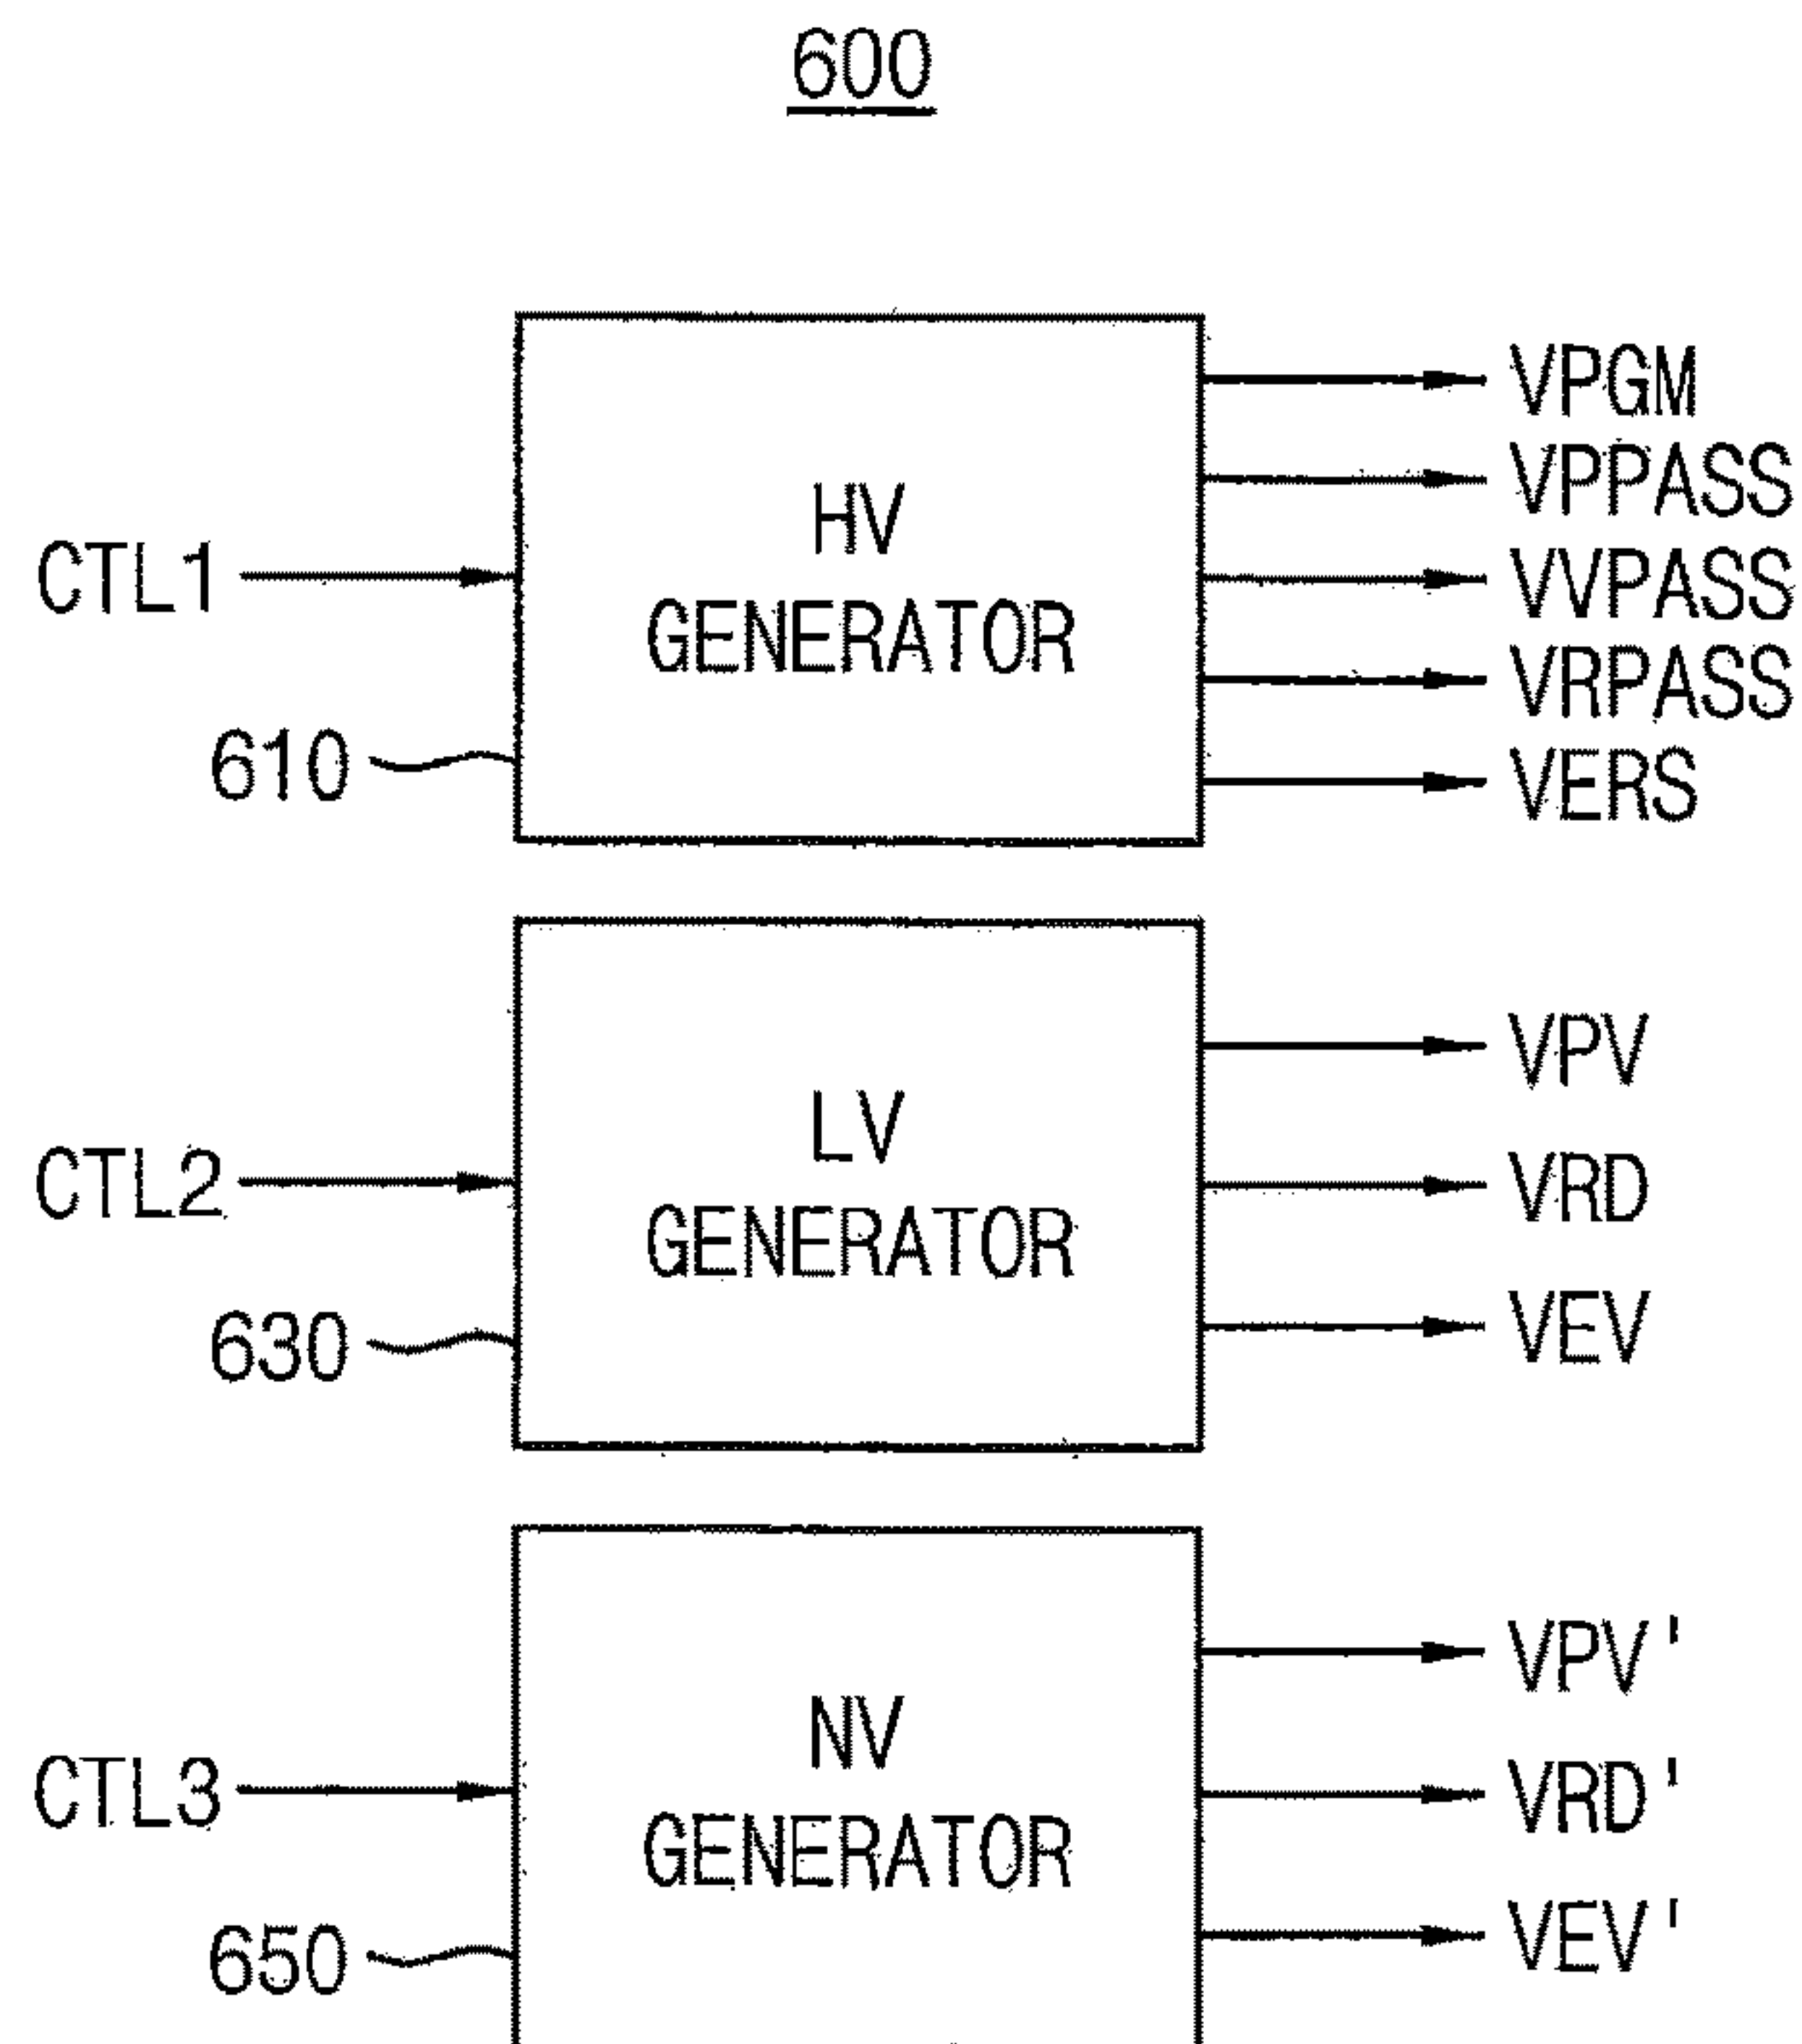 600
VPGM
VPPASS
HV
VVPASS
CTL1
GENERATOR
VRPASS
610
VERS
VPV
LV
CTL2
VRD
GENERATOR
630
VEV
VPV'
NV
CTL3
VRD'
GENERATOR
650
VEV'